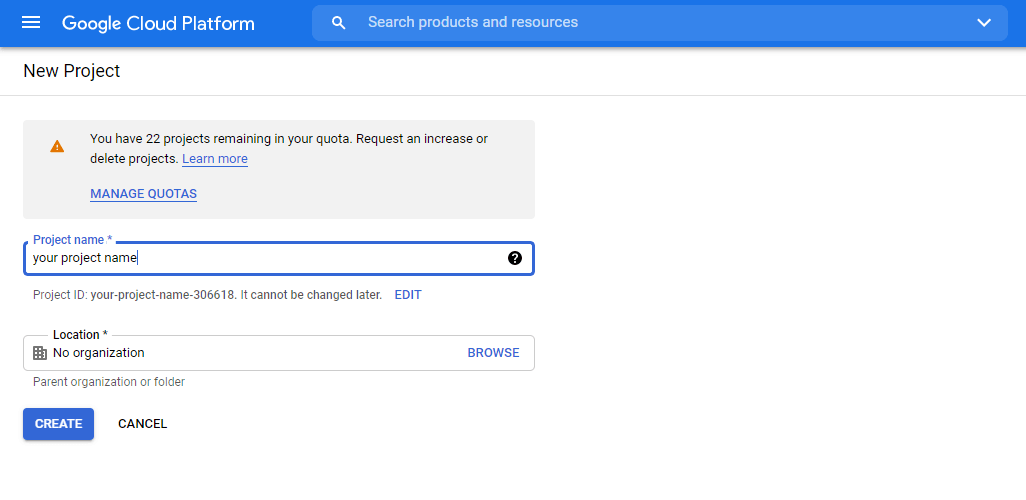 Google Cloud Platform
Search products and resources
New Project
You have 22 projects remaining in your quota. Request an increase or
delete projects. Learn more
MANAGE QUOTAS
Project name *
your project name
Project ID: your-project-name-306618. It cannot be changed later. EDIT
Location *
No organization BROWSE
Parent organization or folder
CREATE CANCEL